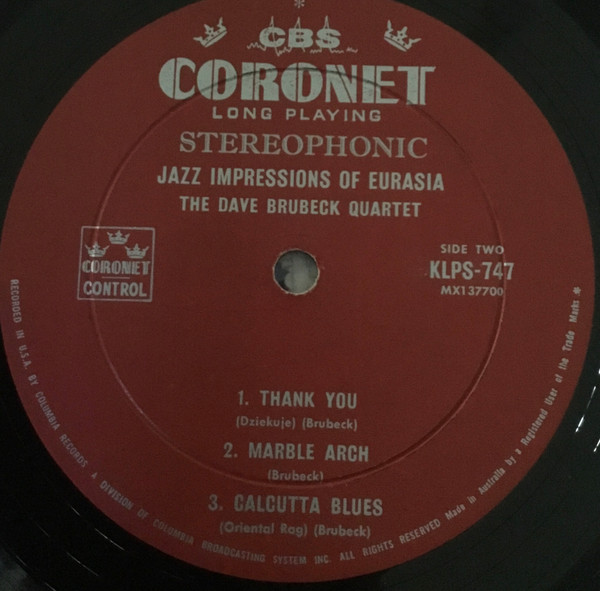 CBS
CORONET
LONG PLAYING
STEREOPHONIC
JAZZ IMPRESSIONS OF EURASIA
THE DAVE BRUBECK QUARTET
CORONET
CONTROL
SIDE TWO
KLPS-747
MX137700
1. THANK YOU
(Dziekuje) (Brubeck)
2. MARBLE ARCH
(Brubeck)
3. CALCUTTA BLUES
(Oriental Rag) (Brubeck)
RECORDED IN U.S.A. BY COLUMBIA RECORDS A DIVISION OF COLUMBIA BROADCASTING SYSTEM INC. ALL RIGHTS RESERVED Made in Australia by a Registered User of the Trade Marks *